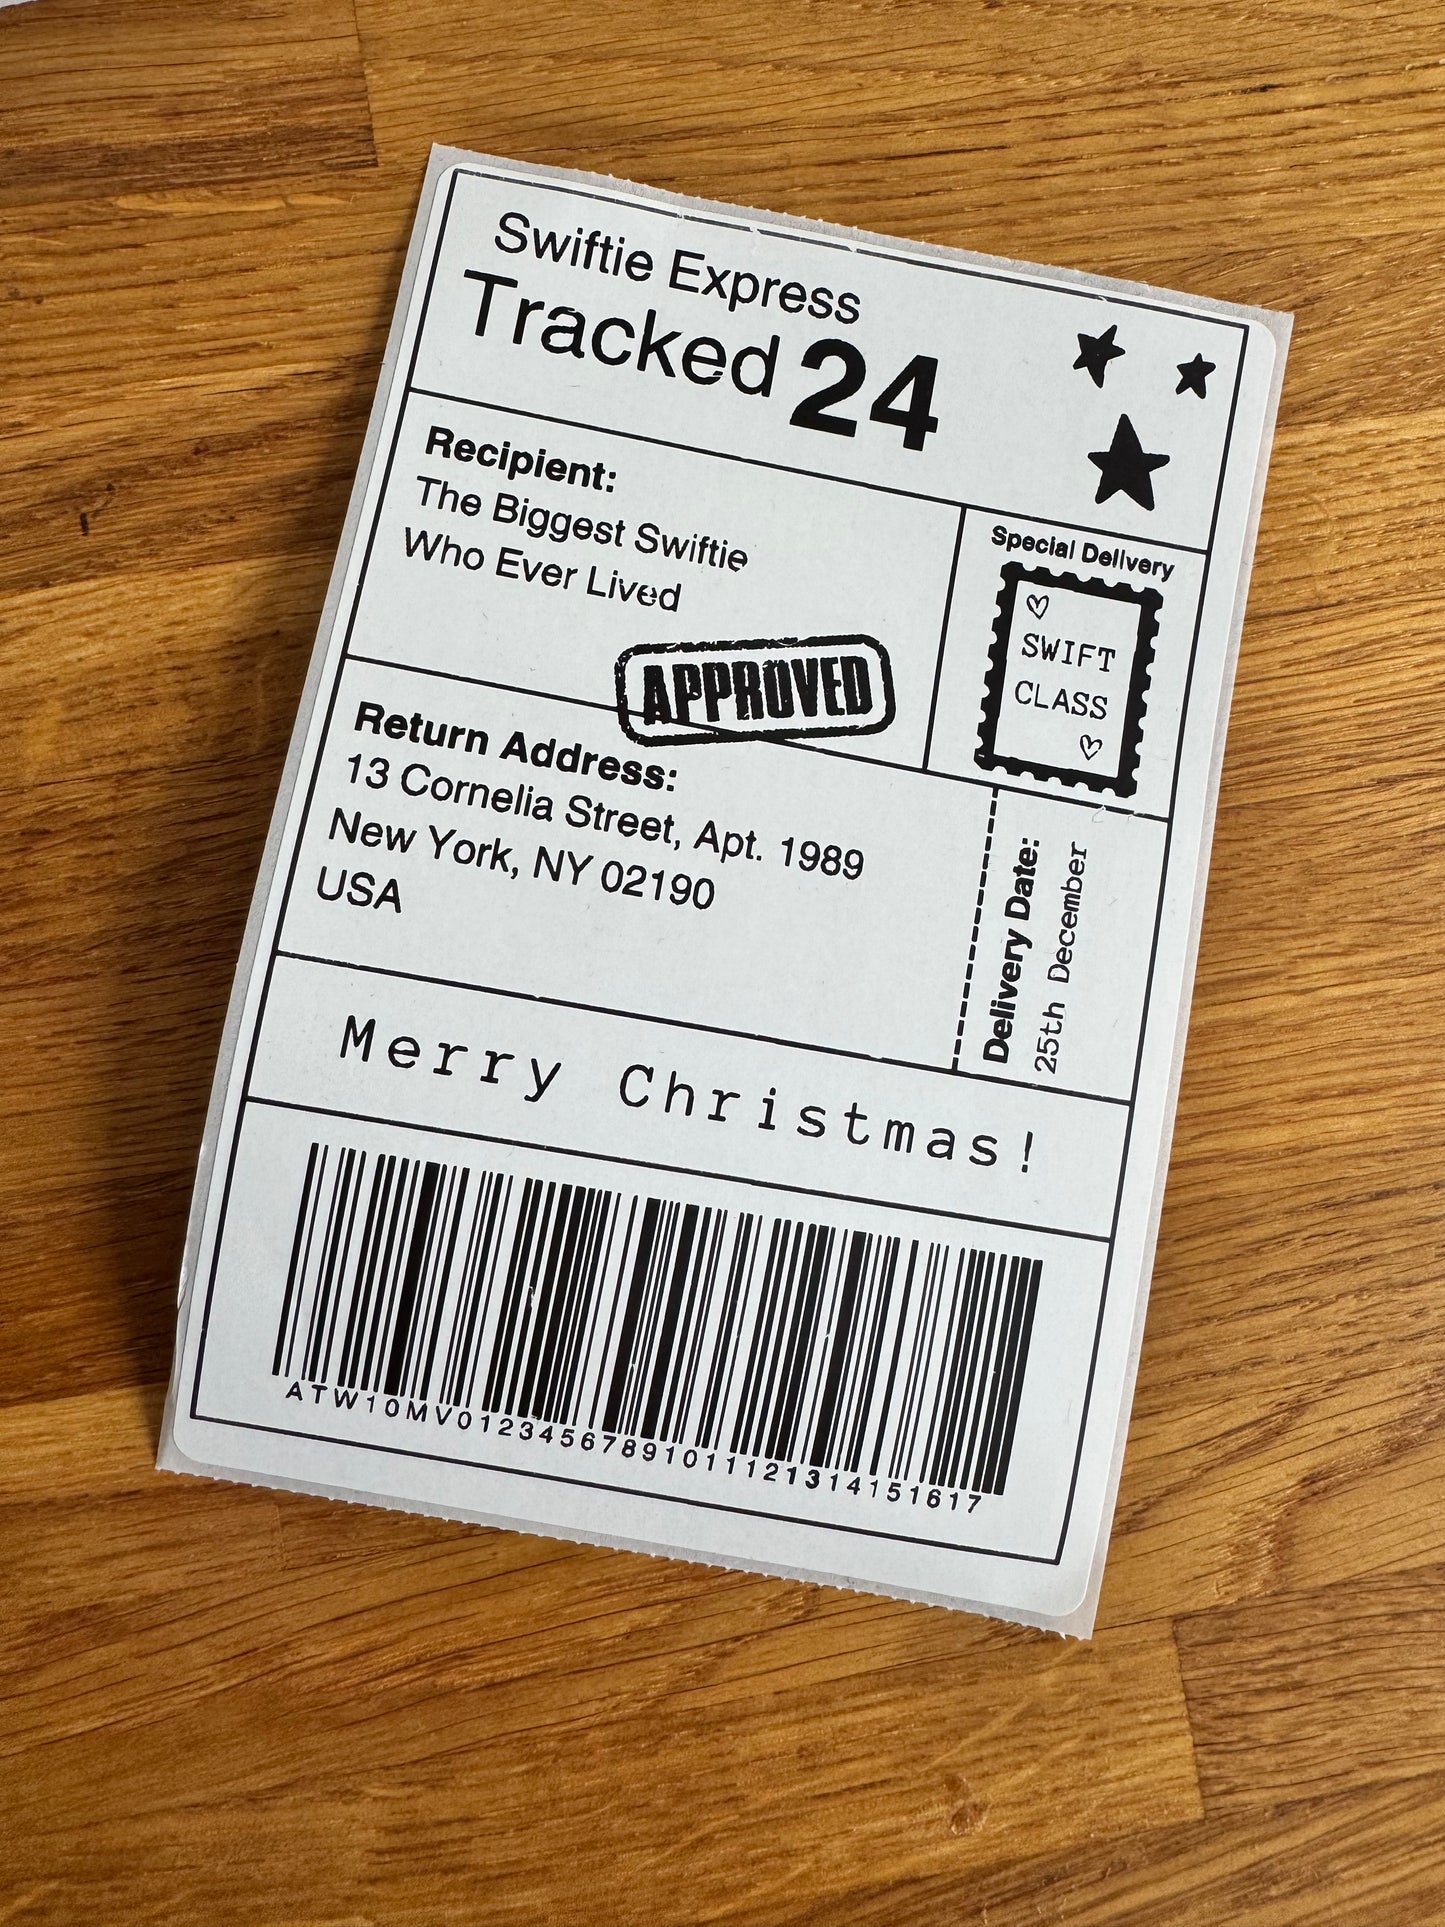 Swiftie Express
Tracked 24
Recipient:
The Biggest Swiftie
Who Ever Lived
APPROVED
Special Delivery
SWIFT
CLASS
Return Address:
13 Cornelia Street, Apt. 1989
New York, NY 02190
USA
Delivery Date:
25th December
Merry Christmas!
ATW10MV01234567891011121314151617